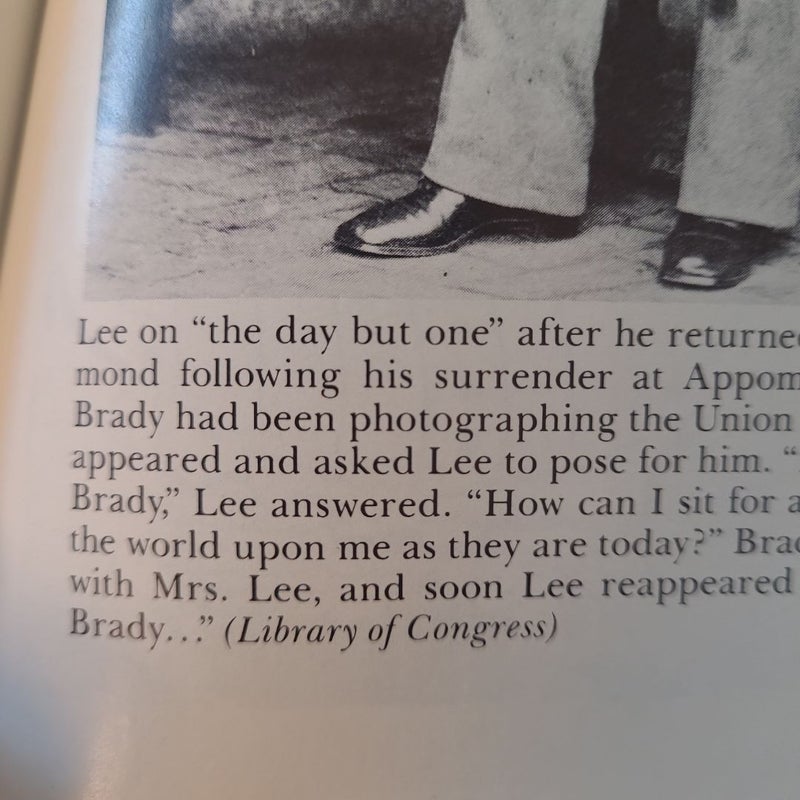 Lee on “the day but one” after he returned
mond following his surrender at Appom
Brady had been photographing the Union
appeared and asked Lee to pose for him. “
Brady,” Lee answered. “How can I sit for a
the world upon me as they are today?” Brad
with Mrs. Lee, and soon Lee reappeared
Brady. . .” (Library of Congress)